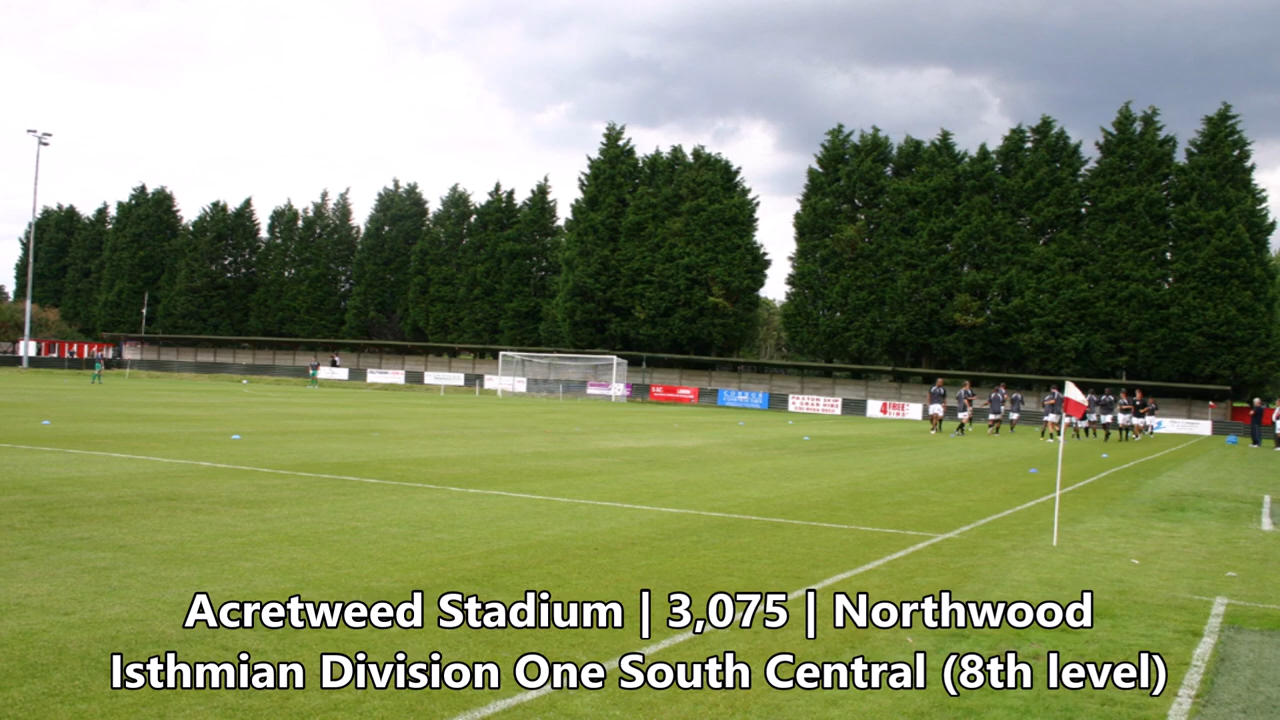 Acretweed Stadium | 3,075 | Northwood
Isthmian Division One South Central (8th level)